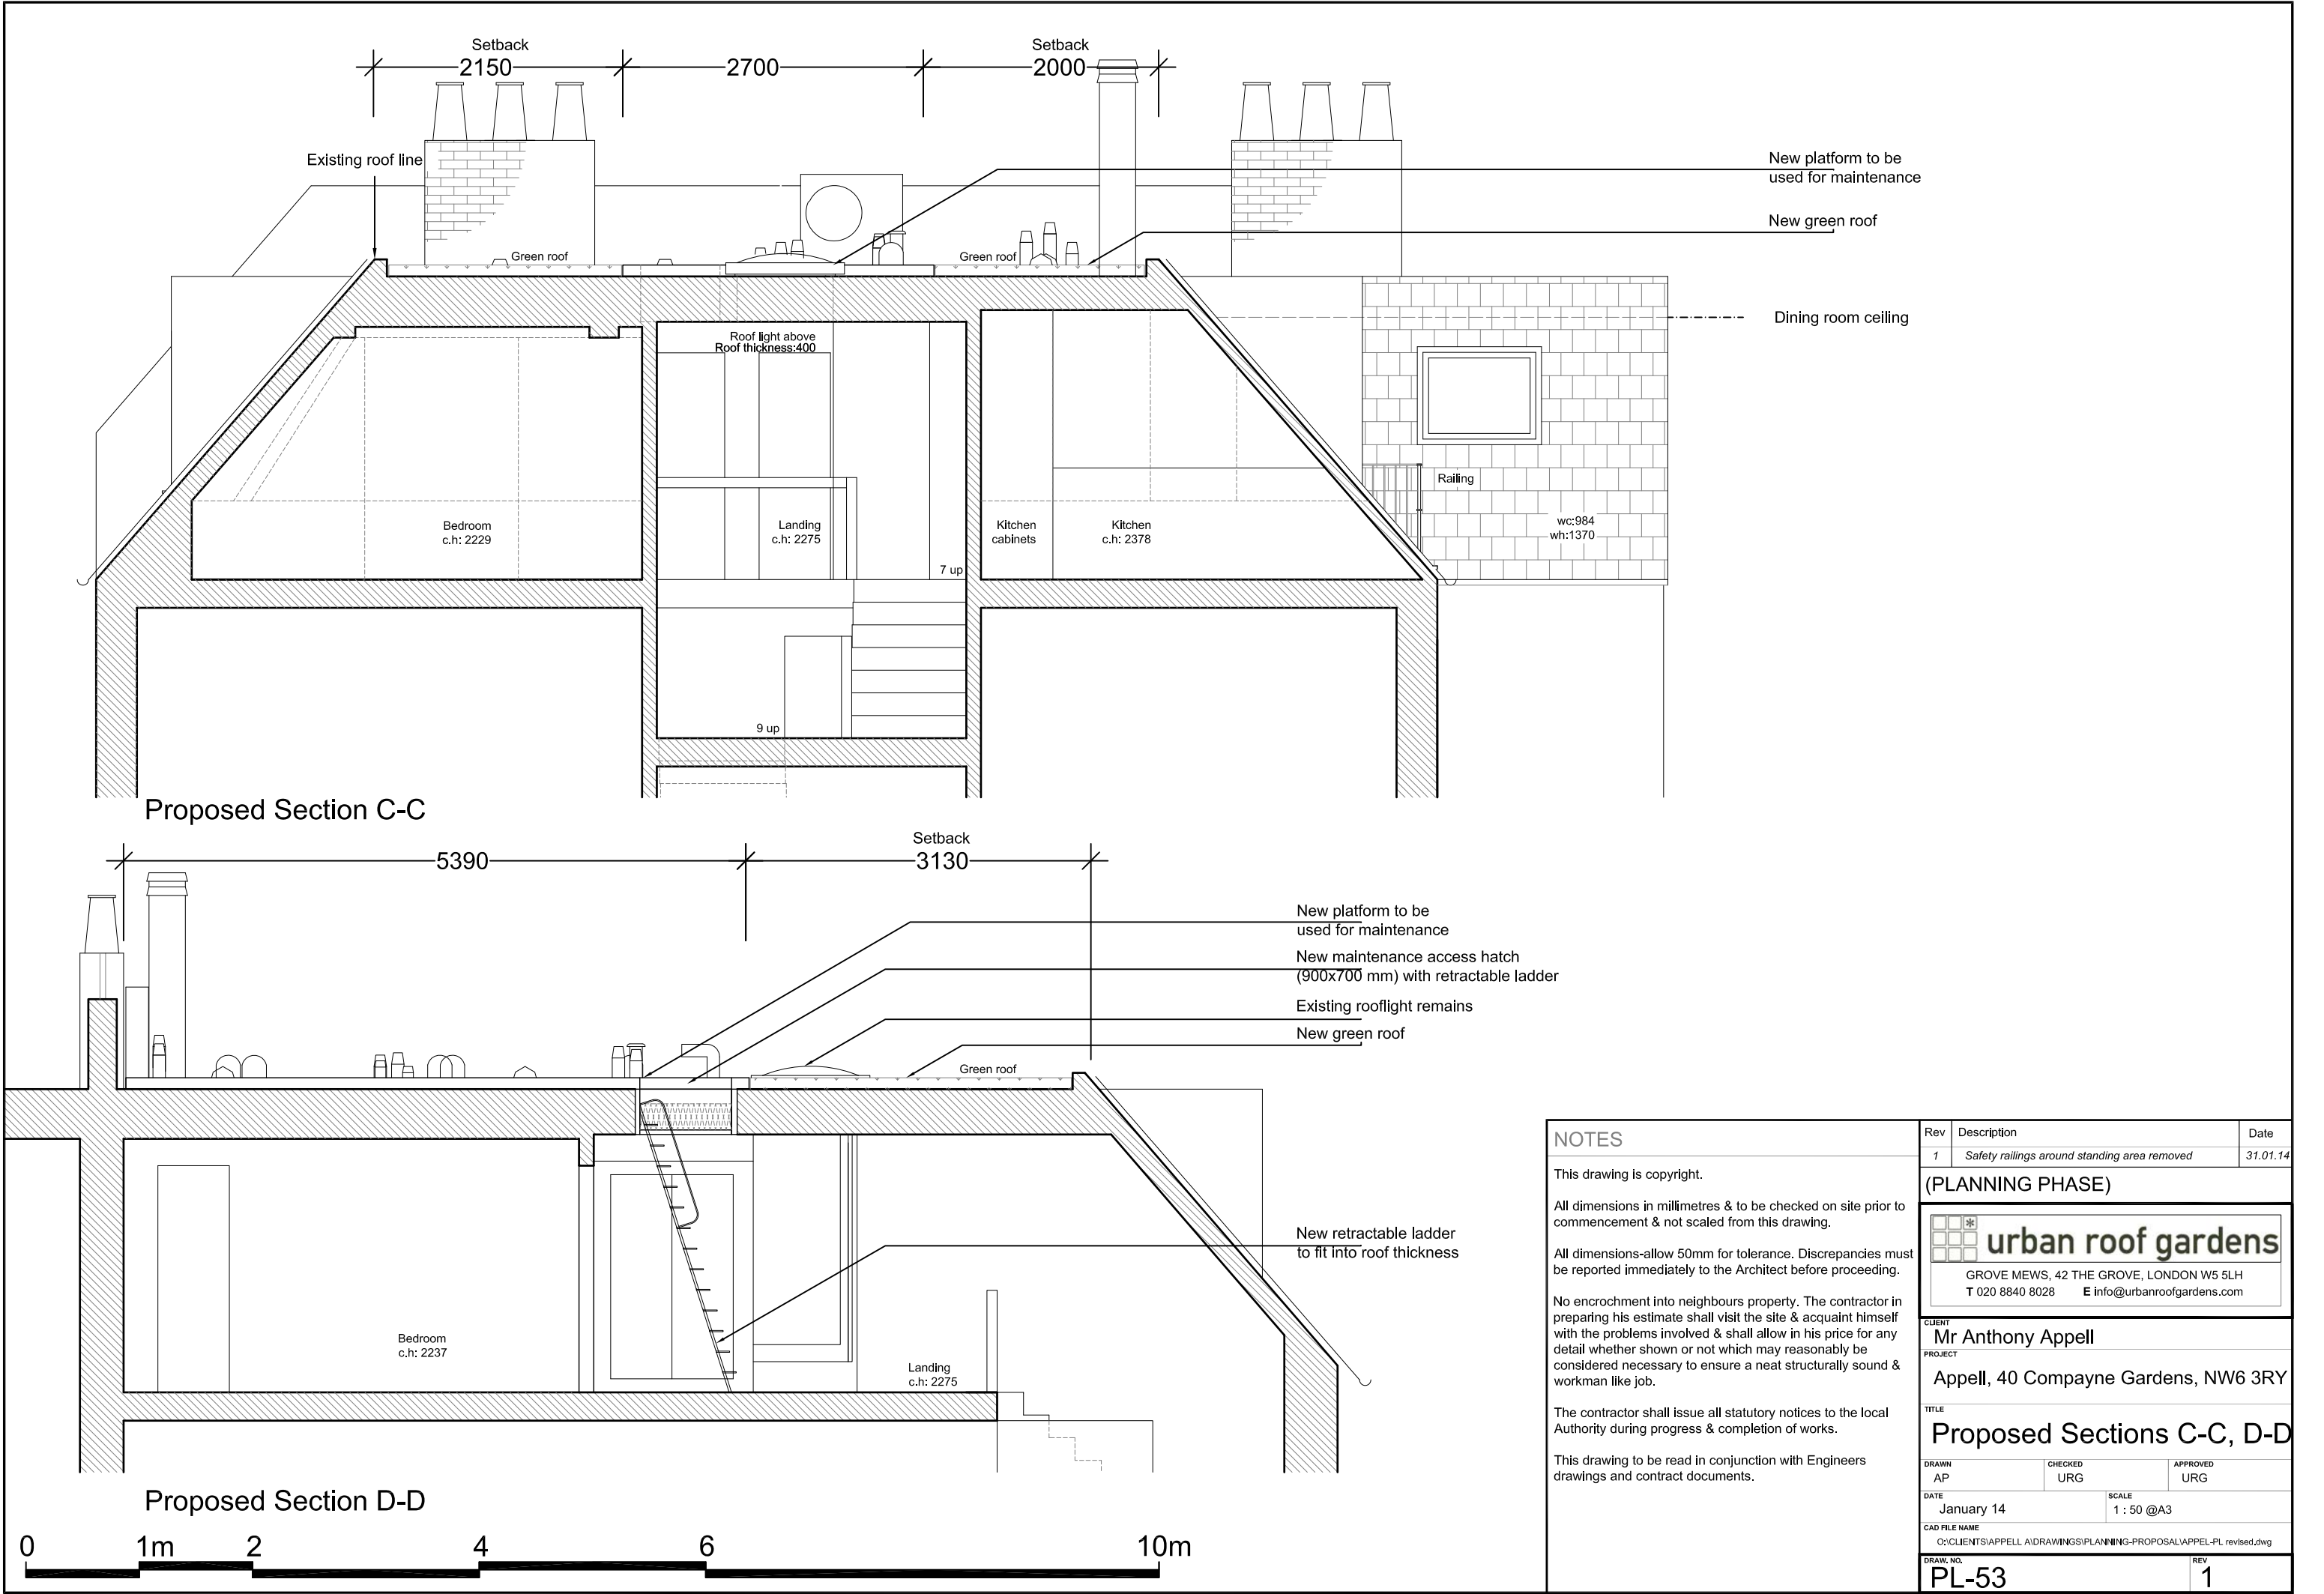 Setback
2150
2700
Setback
2000
Existing roof line
New platform to be
used for maintenance
New green roof
Green roof
Green roof
Dining room ceiling
Roof light above
Roof thickness:400
Railing
Bedroom
c.h: 2229
Landing
c.h: 2275
Kitchen
cabinets
Kitchen
c.h: 2378
wc:984
wh:1370
7 up
9 up
Proposed Section C-C
5390
Setback
3130
New platform to be
used for maintenance
New maintenance access hatch
(900x700 mm) with retractable ladder
Existing rooflight remains
New green roof
Green roof
New retractable ladder
to fit into roof thickness
Bedroom
c.h: 2237
Landing
c.h: 2275
Proposed Section D-D
0 1m 2 4 6 10m
NOTES
This drawing is copyright.
All dimensions in millimetres & to be checked on site prior to
commencement & not scaled from this drawing.
All dimensions-allow 50mm for tolerance. Discrepancies must
be reported immediately to the Architect before proceeding.
No encrochment into neighbours property. The contractor in
preparing his estimate shall visit the site & acquaint himself
with the problems involved & shall allow in his price for any
detail whether shown or not which may reasonably be
considered necessary to ensure a neat structurally sound &
workman like job.
The contractor shall issue all statutory notices to the local
Authority during progress & completion of works.
This drawing to be read in conjunction with Engineers
drawings and contract documents.
Rev Description Date
1 Safety railings around standing area removed 31.01.14
(PLANNING PHASE)
urban roof gardens
GROVE MEWS, 42 THE GROVE, LONDON W5 5LH
T 020 8840 8028 E info@urbanroofgardens.com
CLIENT
Mr Anthony Appell
PROJECT
Appell, 40 Compayne Gardens, NW6 3RY
TITLE
Proposed Sections C-C, D-D
DRAWN CHECKED APPROVED
AP URG URG
DATE SCALE
January 14 1 : 50 @A3
CAD FILE NAME
O:\CLIENTS\APPELL A\DRAWINGS\PLANNING-PROPOSAL\APPEL-PL revised.dwg
DRAW. NO. REV
PL-53 1